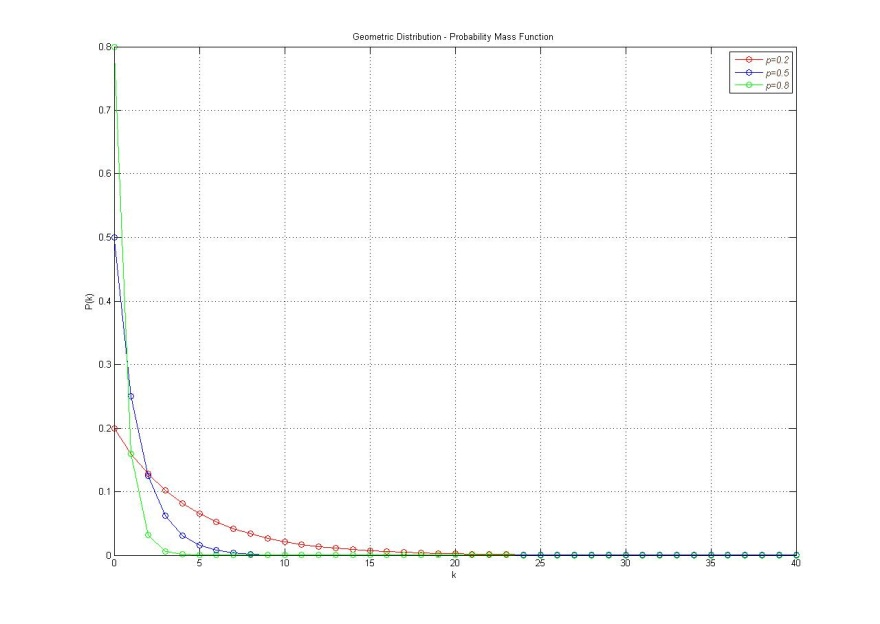 Geometric Distribution - Probability Mass Function
p=0.2
p=0.5
p=0.8
0.8
0.7
0.6
0.5
0.4
0.3
0.2
0.1
0
P(k)
0 5 10 15 20 25 30 35 40
k